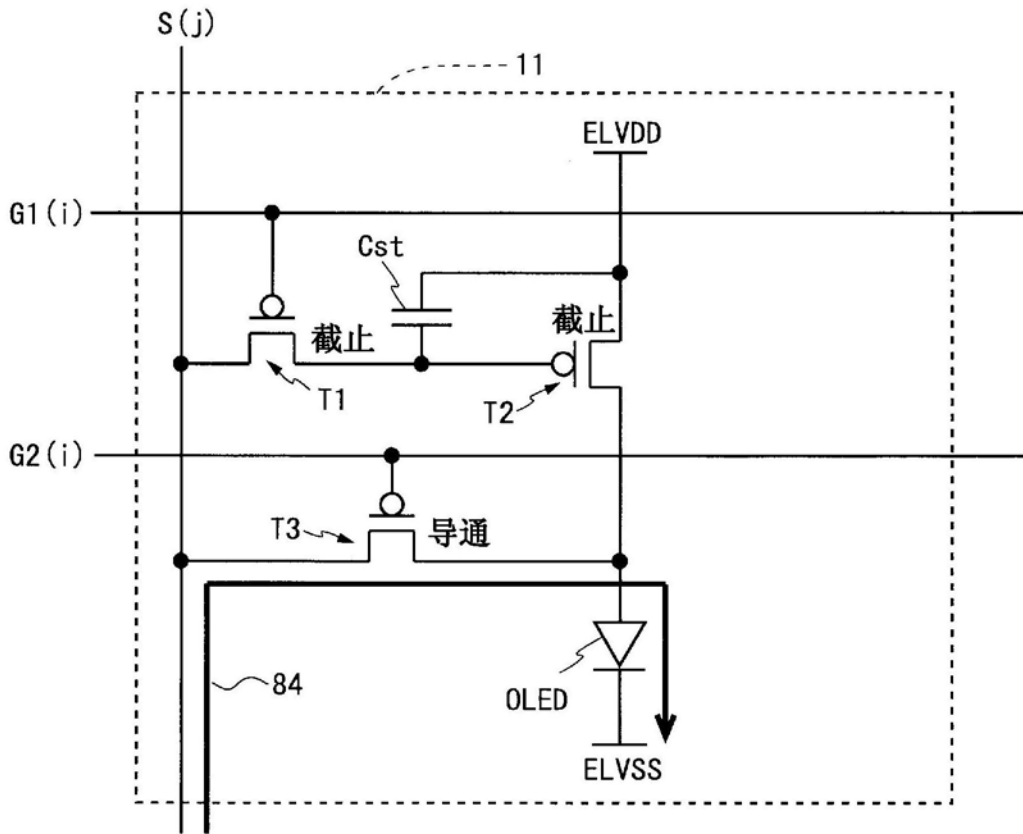 S(j)
11
ELVDD
G1(i)
Cst
截止
截止
T1
T2
G2(i)
T3
导通
84
OLED
ELVSS